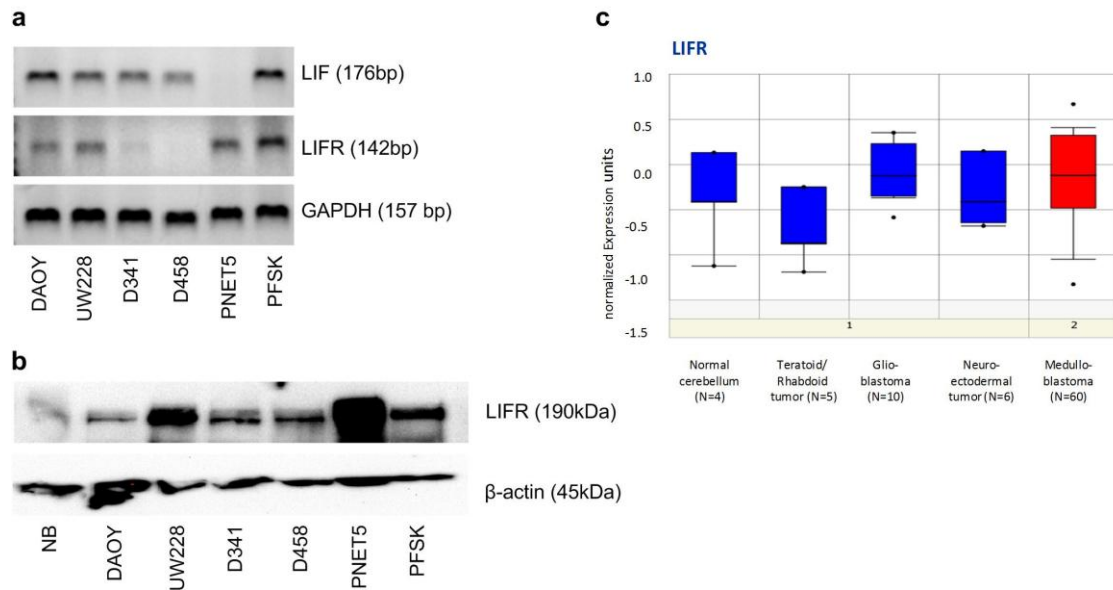 a
LIF (176bp)
LIFR (142bp)
GAPDH (157 bp)
DAOY
UW228
D341
D458
PNET5
PFSK
b
LIFR (190kDa)
β-actin (45kDa)
NB
DAOY
UW228
D341
D458
PNET5
PFSK
c
LIFR
normalized Expression units
1.0
0.5
0.0
-0.5
-1.0
-1.5
1
2
Normal
cerebellum
(N=4)
Teratoid/
Rhabdoid
tumor (N=5)
Glio-
blastoma
(N=10)
Neuro-
ectodermal
tumor (N=6)
Medullo-
blastoma
(N=60)